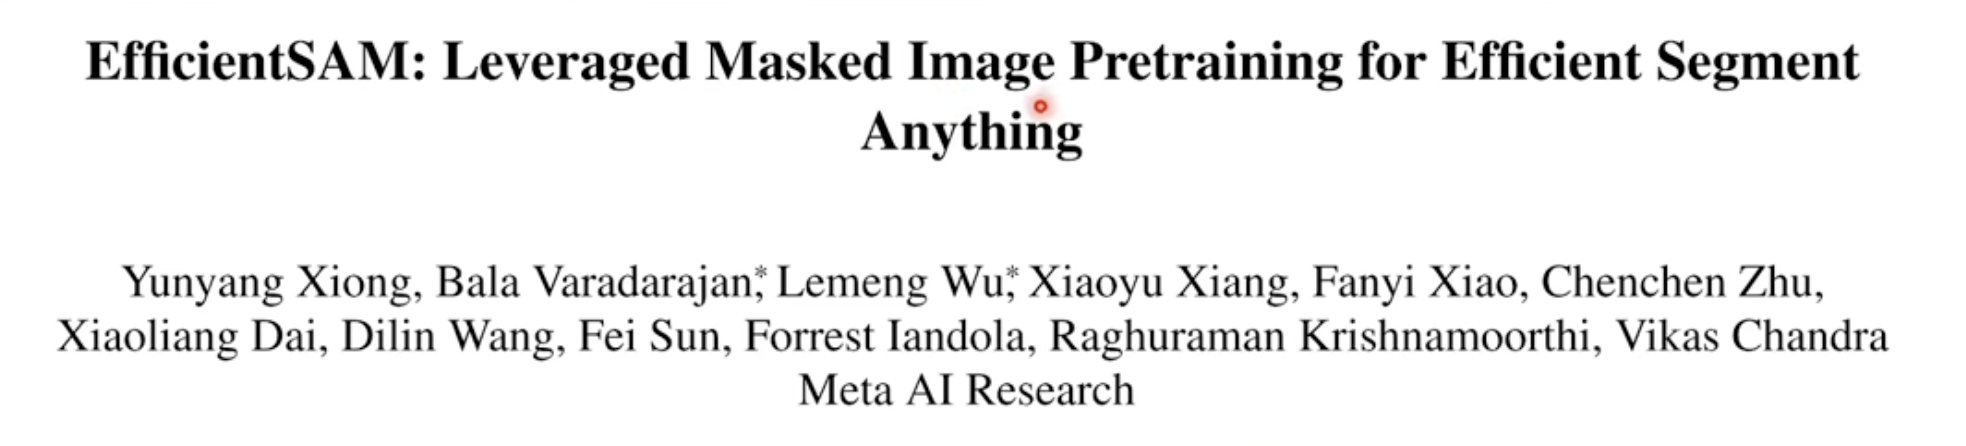 EfficientSAM: Leveraged Masked Image Pretraining for Efficient Segment
Anything
Yunyang Xiong, Bala Varadarajan,* Lemeng Wu,* Xiaoyu Xiang, Fanyi Xiao, Chenchen Zhu,
Xiaoliang Dai, Dilin Wang, Fei Sun, Forrest Iandola, Raghuraman Krishnamoorthi, Vikas Chandra
Meta AI Research